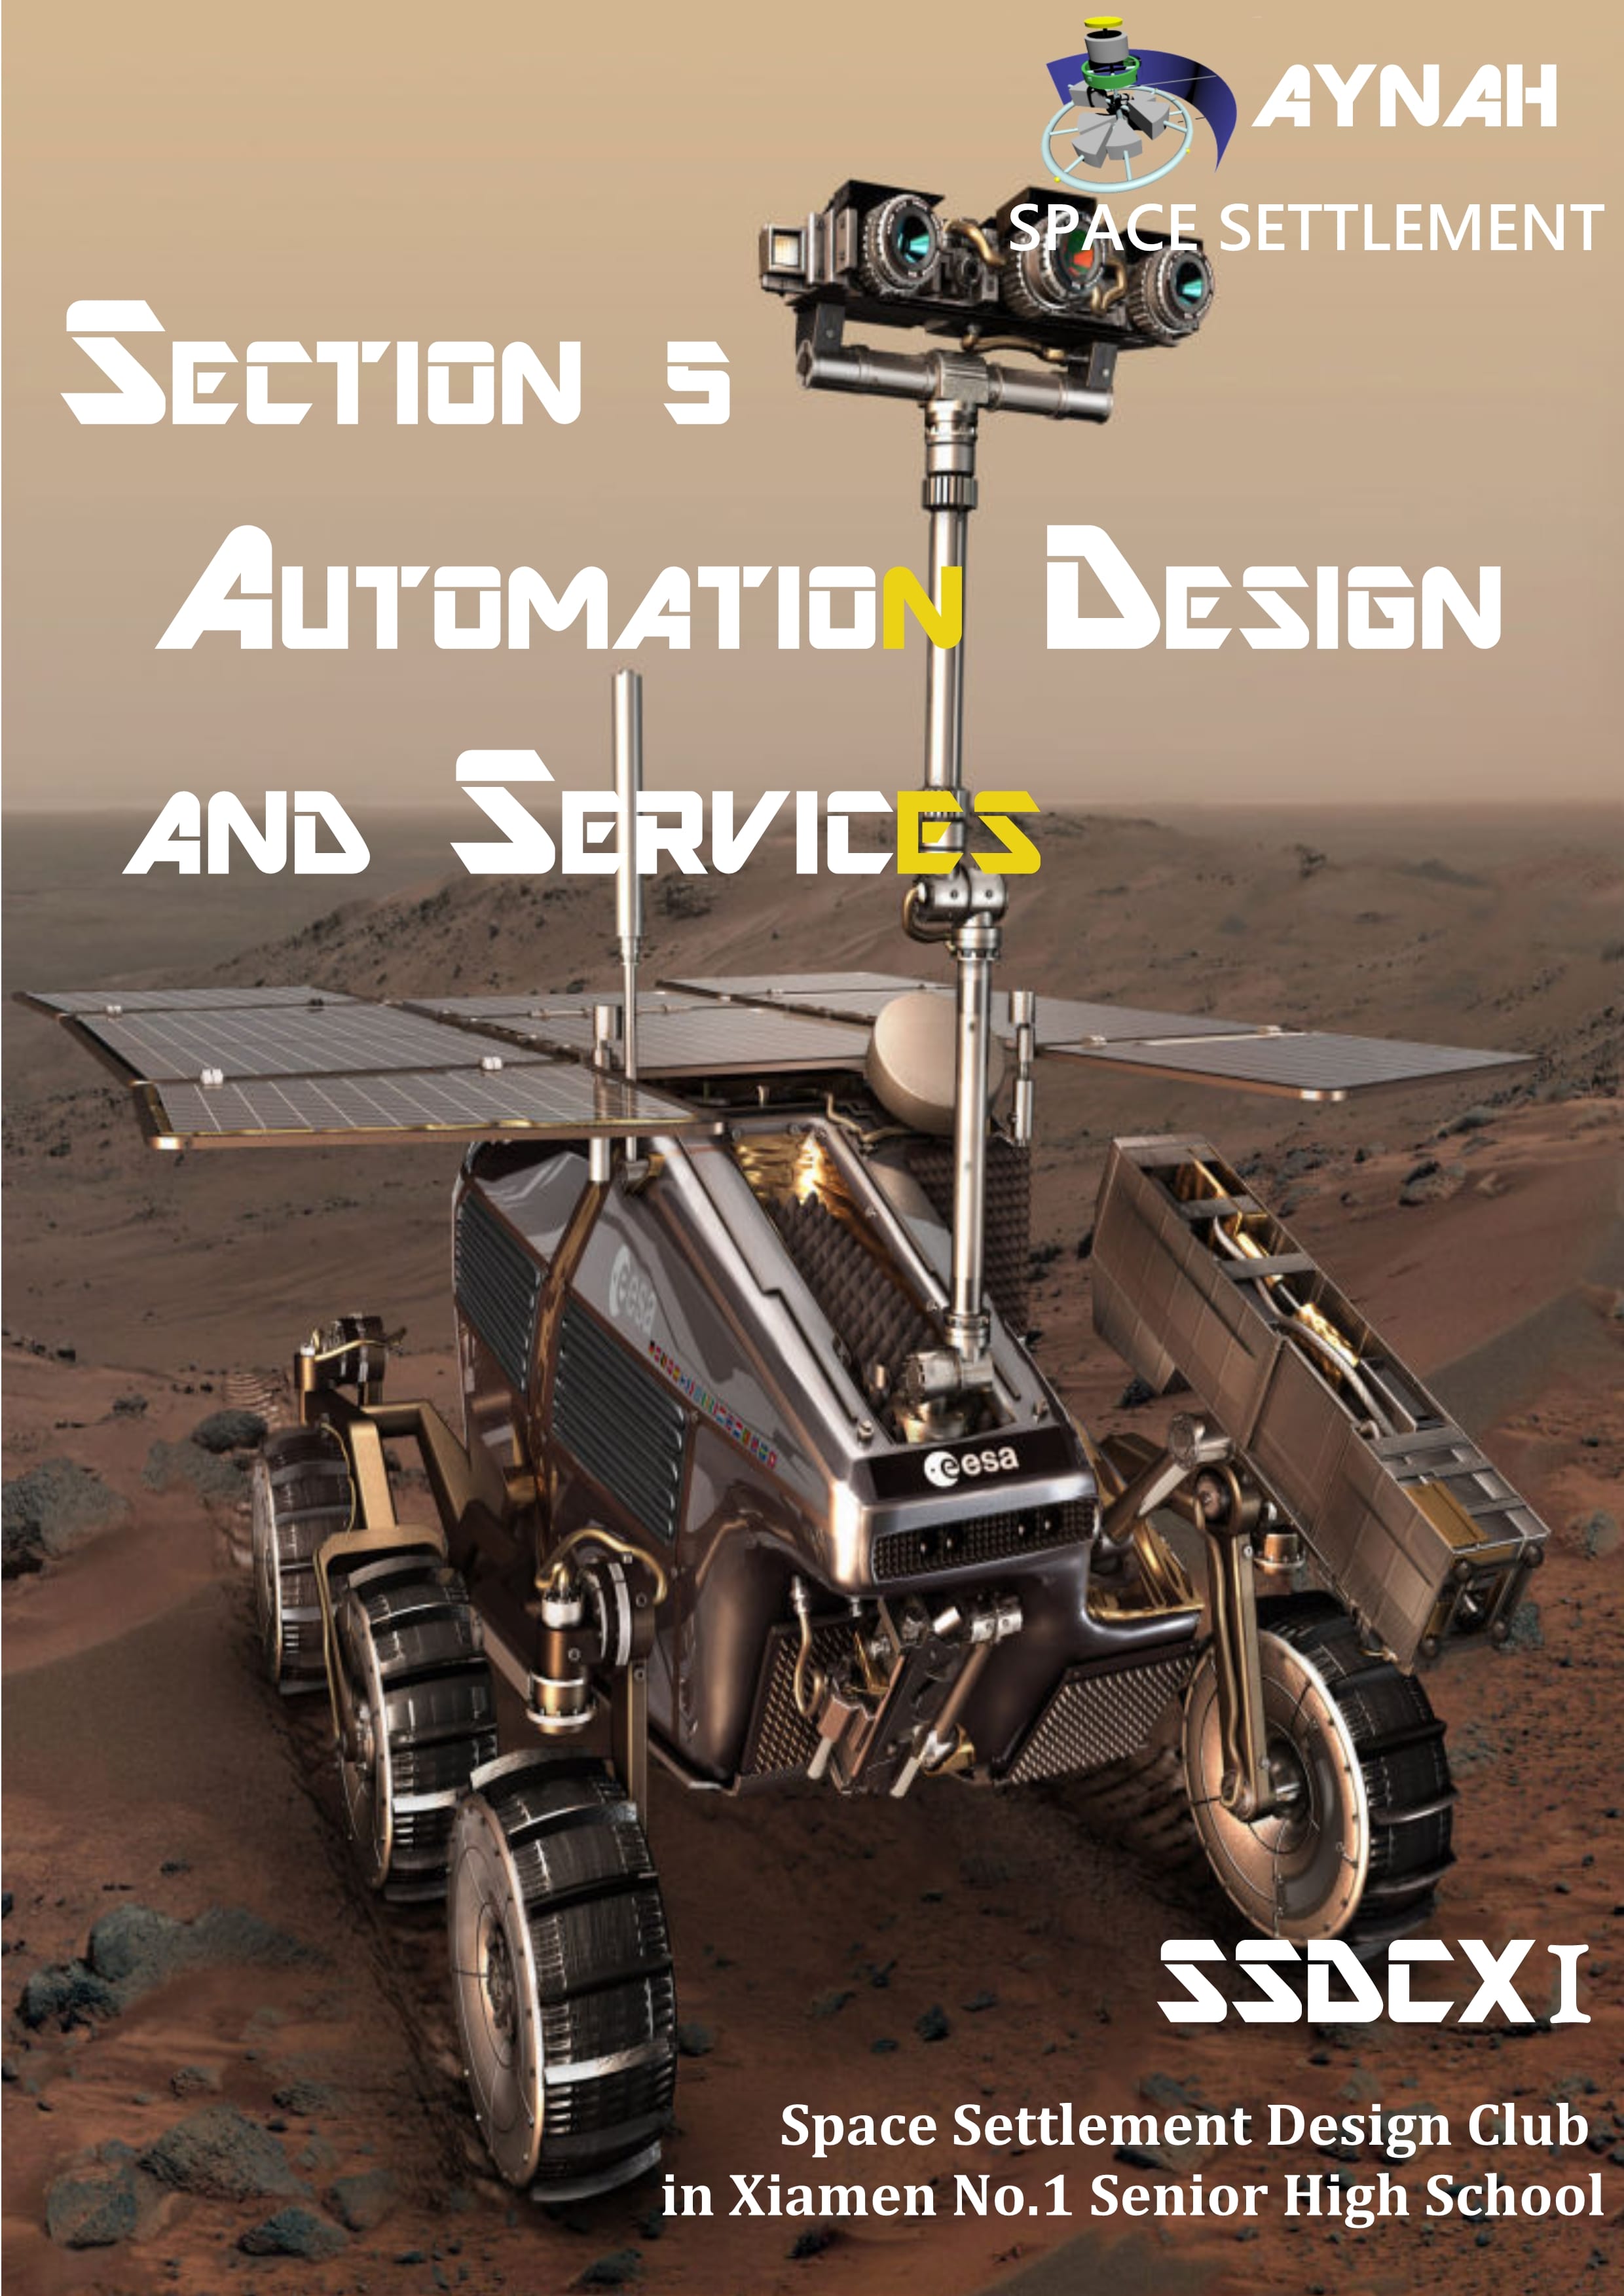 AYNAH
SPACE SETTLEMENT
SECTION 5
AUTOMATION DESIGN
AND SERVICES
esa
esa
SSDCXI
Space Settlement Design Club
in Xiamen No.1 Senior High School